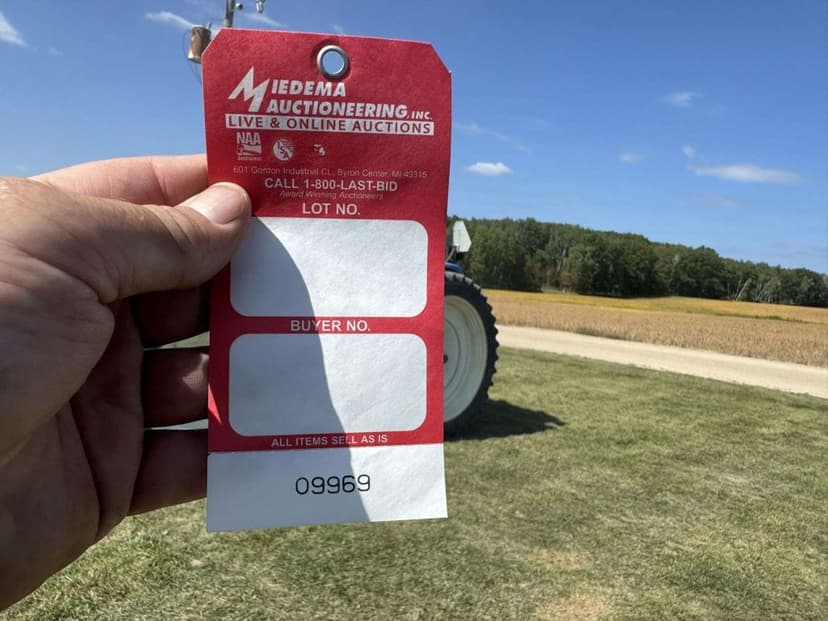 MIEDEMA
AUCTIONEERING, INC.
LIVE & ONLINE AUCTIONS
NAA
601 Gordon Industrial Ct., Byron Center, MI 49315
CALL 1-800-LAST-BID
Award Winning Auctioneers
LOT NO.
BUYER NO.
ALL ITEMS SELL AS IS
09969